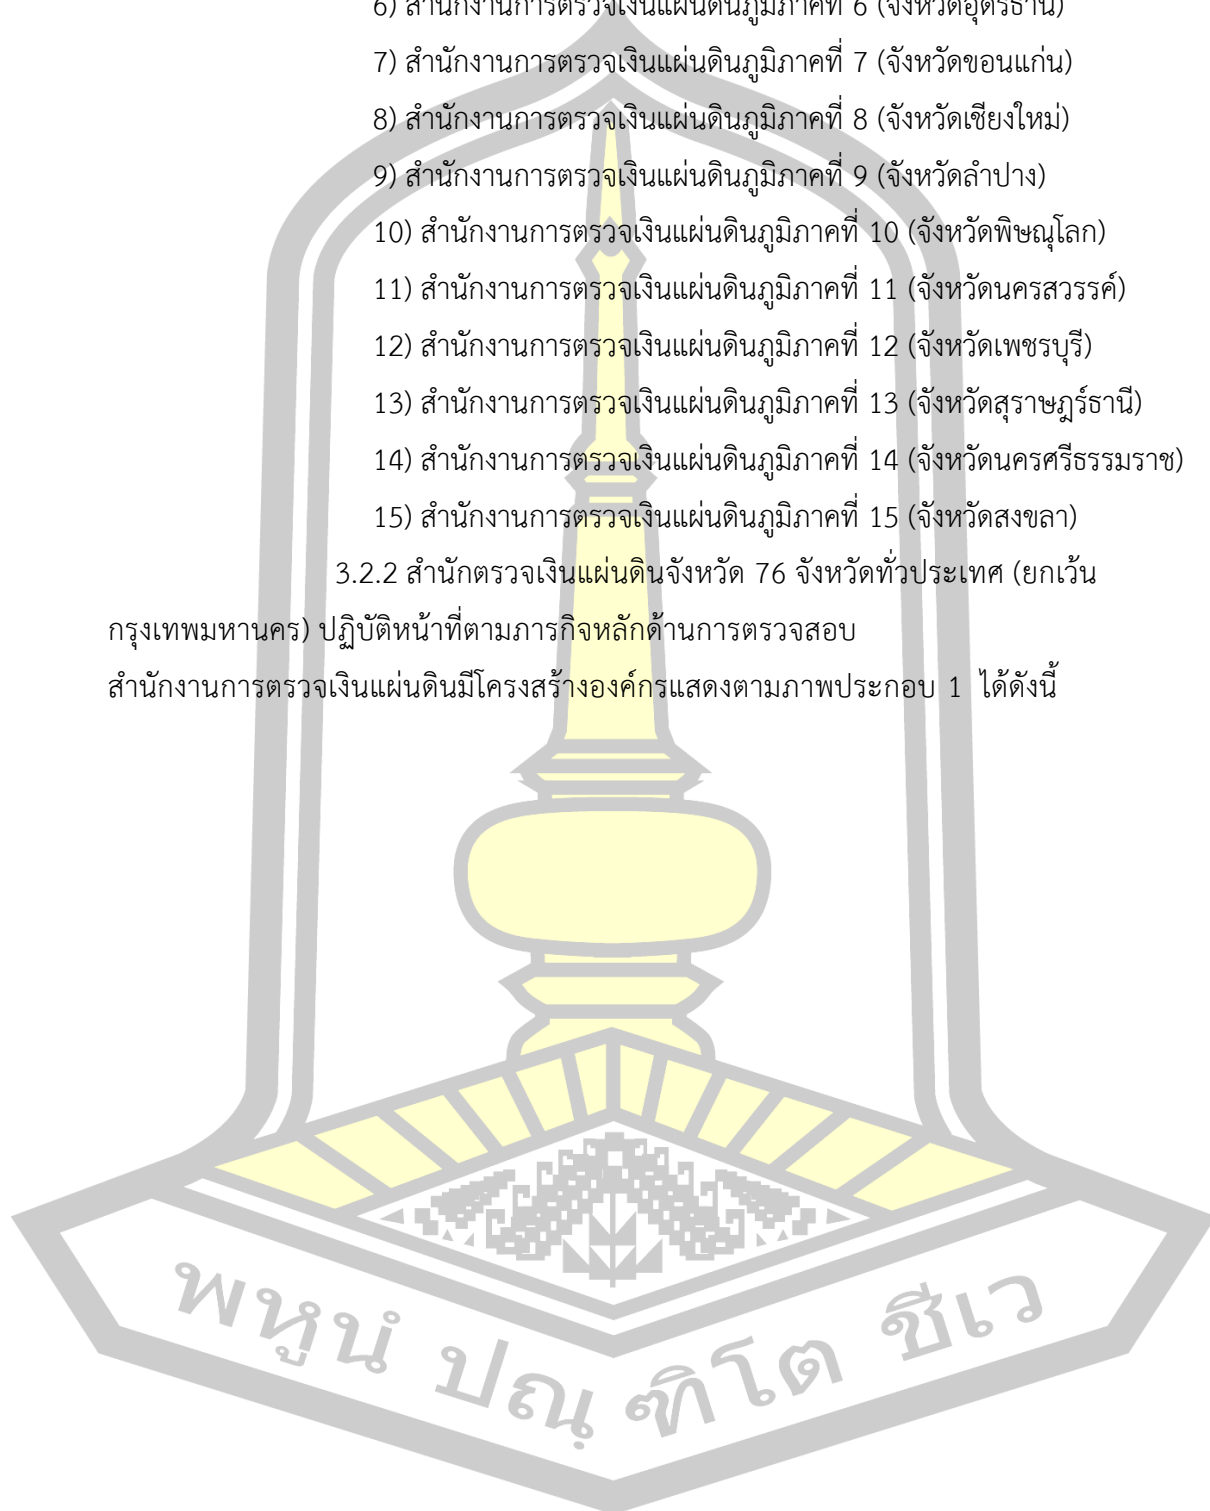 6) สำนักงานการตรวจเงินแผ่นดินภูมิภาคที่ 6 (จังหวัดอุดรธานี)
7) สำนักงานการตรวจเงินแผ่นดินภูมิภาคที่ 7 (จังหวัดขอนแก่น)
8) สำนักงานการตรวจเงินแผ่นดินภูมิภาคที่ 8 (จังหวัดเชียงใหม่)
9) สำนักงานการตรวจเงินแผ่นดินภูมิภาคที่ 9 (จังหวัดลำปาง)
10) สำนักงานการตรวจเงินแผ่นดินภูมิภาคที่ 10 (จังหวัดพิษณุโลก)
11) สำนักงานการตรวจเงินแผ่นดินภูมิภาคที่ 11 (จังหวัดนครสวรรค์)
12) สำนักงานการตรวจเงินแผ่นดินภูมิภาคที่ 12 (จังหวัดเพชรบุรี)
13) สำนักงานการตรวจเงินแผ่นดินภูมิภาคที่ 13 (จังหวัดสุราษฎร์ธานี)
14) สำนักงานการตรวจเงินแผ่นดินภูมิภาคที่ 14 (จังหวัดนครศรีธรรมราช)
15) สำนักงานการตรวจเงินแผ่นดินภูมิภาคที่ 15 (จังหวัดสงขลา)
3.2.2 สำนักตรวจเงินแผ่นดินจังหวัด 76 จังหวัดทั่วประเทศ (ยกเว้น
กรุงเทพมหานคร) ปฏิบัติหน้าที่ตามภารกิจหลักด้านการตรวจสอบ
สำนักงานการตรวจเงินแผ่นดินมีโครงสร้างองค์กรแสดงตามภาพประกอบ 1 ได้ดังนี้
พหูนํ ปณฺ ฑิโต ชีเว